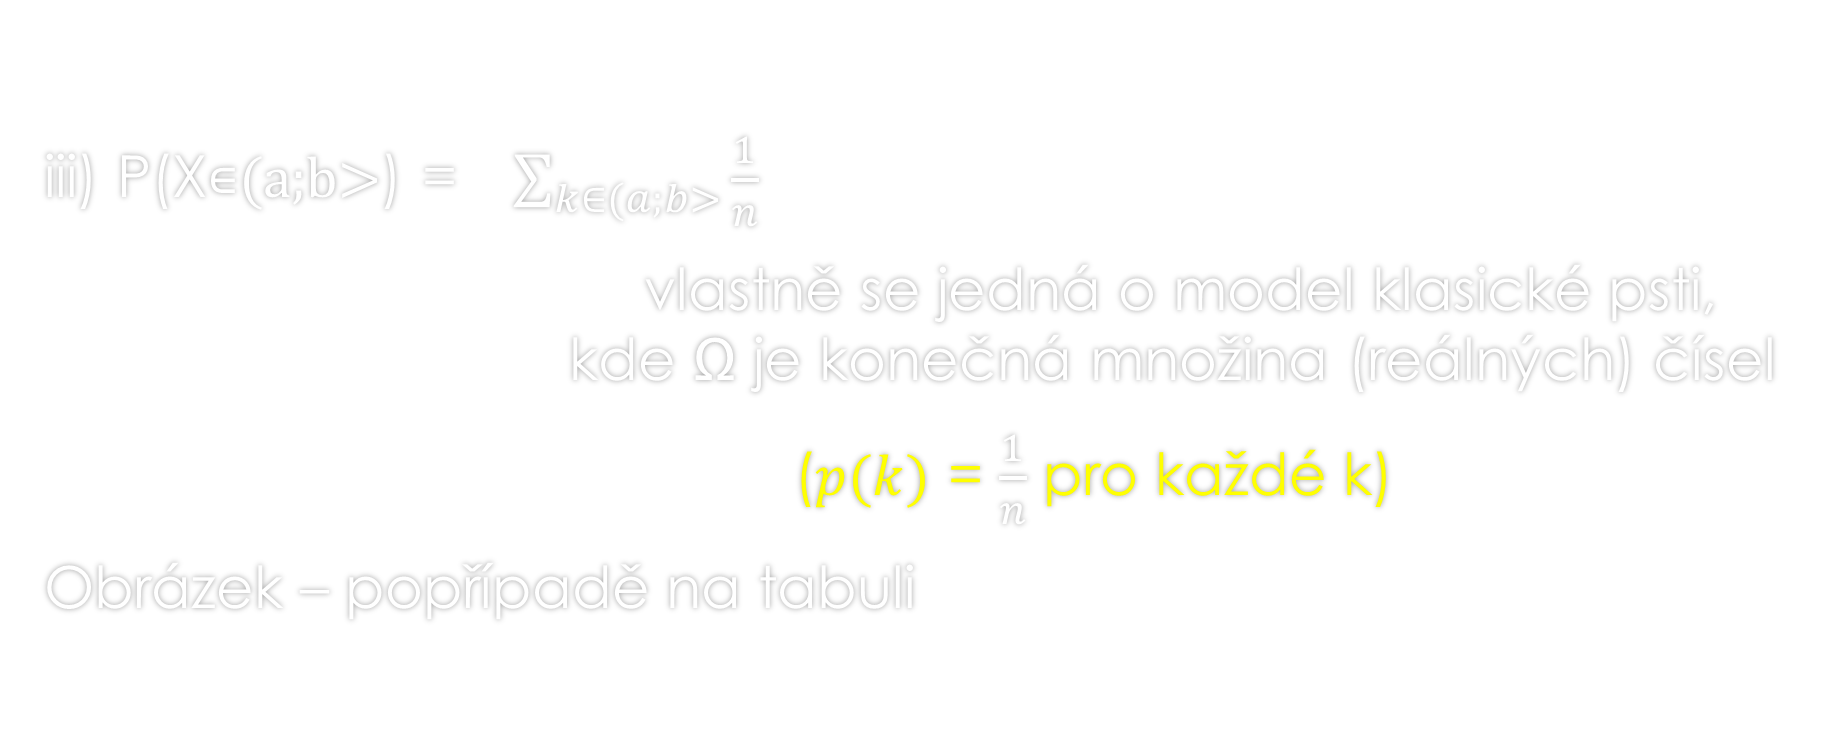 iii) P(X∈(a;b>) = ∑k∈(a;b> 1/n
vlastně se jedná o model klasické psti,
kde Ω je konečná množina (reálných) čísel
(p(k) = 1/n pro každé k)
Obrázek – popřípadě na tabuli